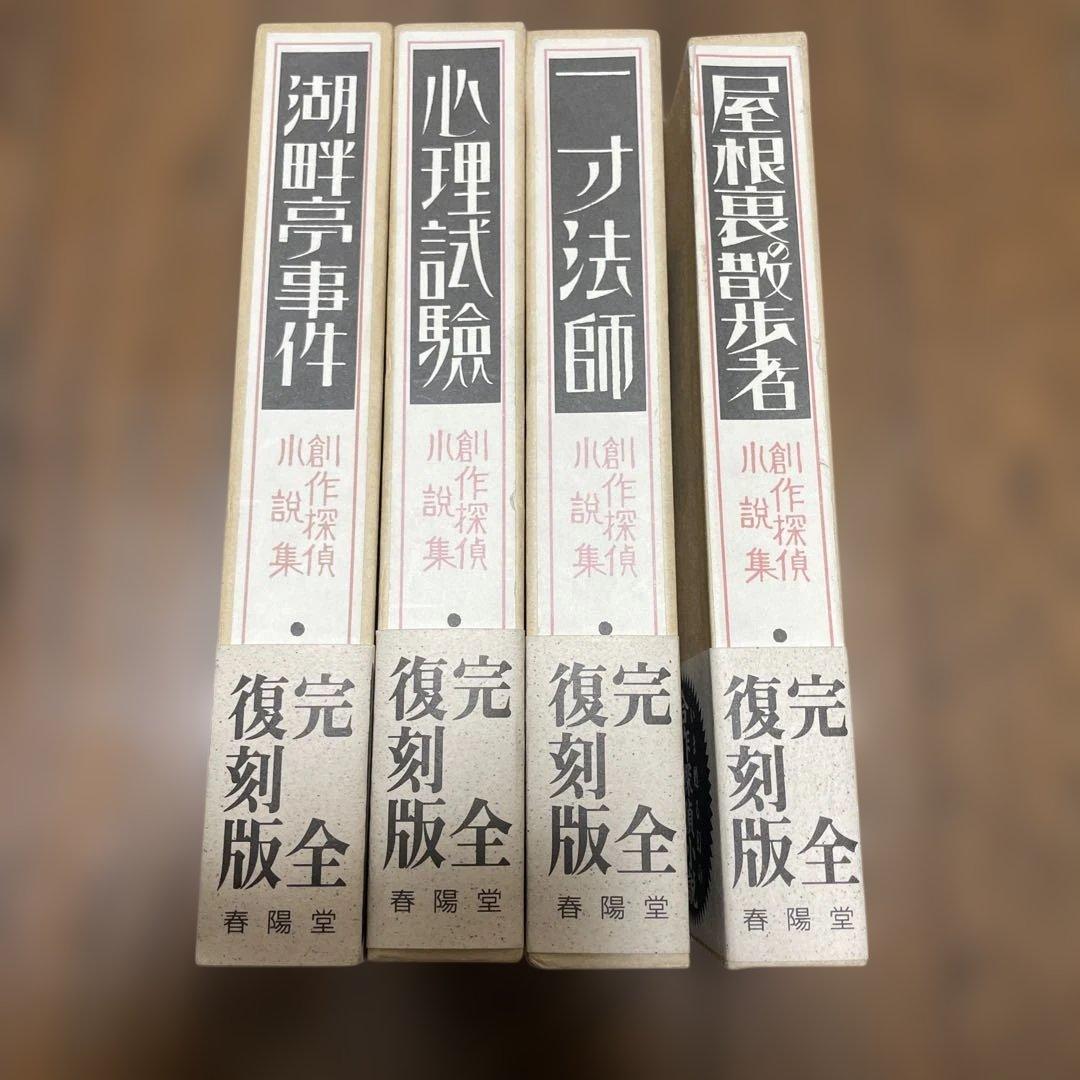 湖畔亭事件
創作探偵
小説集
完全
復刻版
春陽堂
心理試驗
創作探偵
小説集
完全
復刻版
春陽堂
一寸法師
創作探偵
小説集
完全
復刻版
春陽堂
屋根裏の散歩者
創作探偵
小説集
完全
復刻版
春陽堂